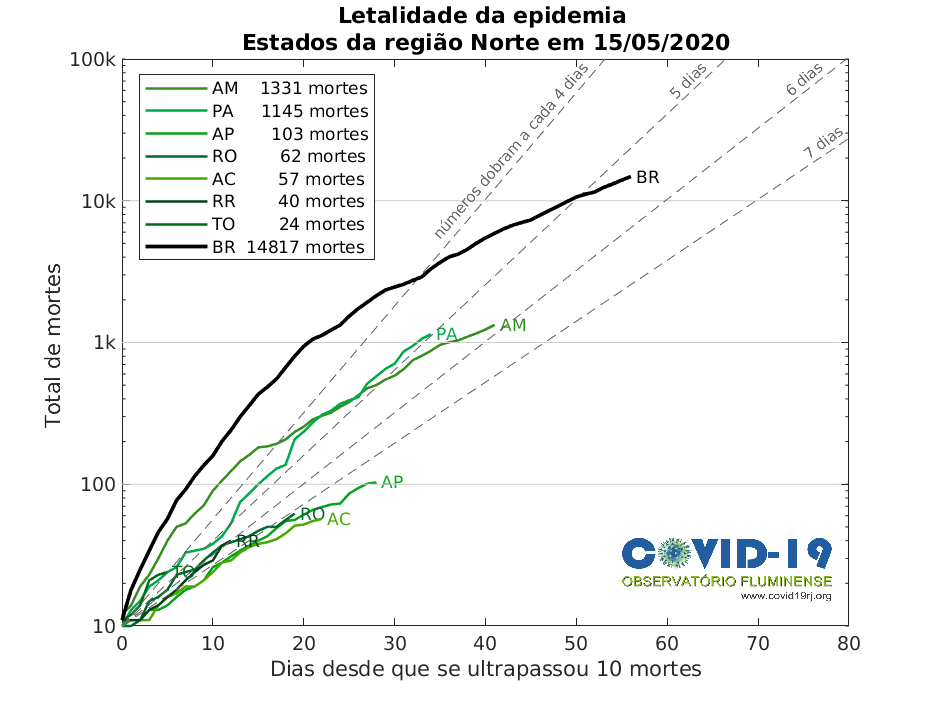 Letalidade da epidemia
Estados da região Norte em 15/05/2020
100k
10k
1k
100
10
Total de mortes
AM 1331 mortes
PA 1145 mortes
AP 103 mortes
RO 62 mortes
AC 57 mortes
RR 40 mortes
TO 24 mortes
BR 14817 mortes
números dobram a cada 4 dias
5 dias
6 dias
7 dias
BR
AM
PA
AP
RO
AC
RR
TO
COVID-19
OBSERVATÓRIO FLUMINENSE
www.covid19rj.org
0 10 20 30 40 50 60 70 80
Dias desde que se ultrapassou 10 mortes